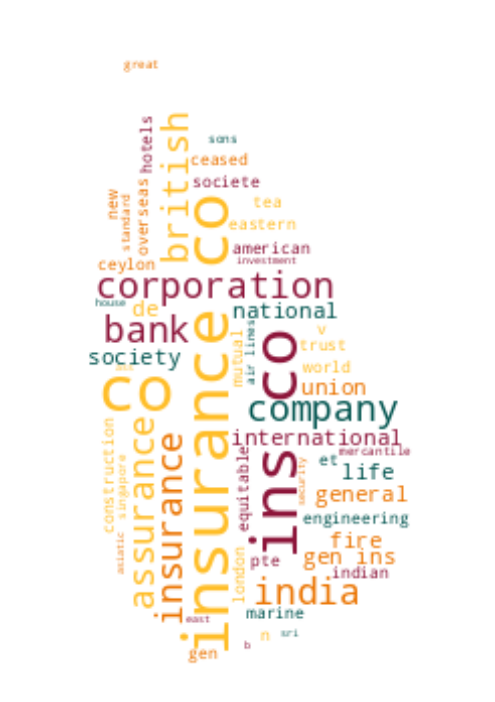 great
hotels
british
sons
ceased
societe
new
standard
overseas
co
tea
eastern
american
investment
ceylon
corporation
house
de
national
bank
society
insurance
mutual
air lines
ins co
v
trust
world
union
co
company
international
mercantile
construction
singapore
assurance
insurance
equitable
security
et
life
general
engineering
fire
gen ins
asiatic
london
pte
indian
india
marine
east
n
sri
b
gen